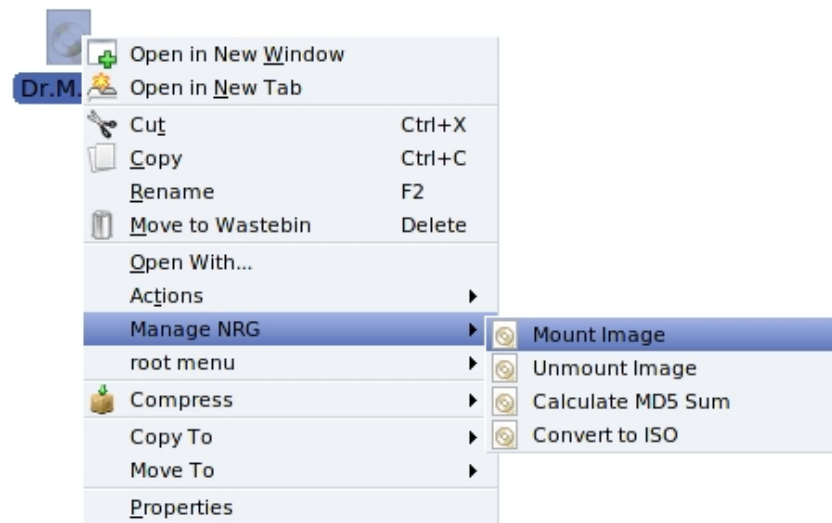 Dr.M.
Open in New Window
Open in New Tab
Cut Ctrl+X
Copy Ctrl+C
Rename F2
Move to Wastebin Delete
Open With...
Actions
Manage NRG
root menu
Compress
Copy To
Move To
Properties
Mount Image
Unmount Image
Calculate MD5 Sum
Convert to ISO